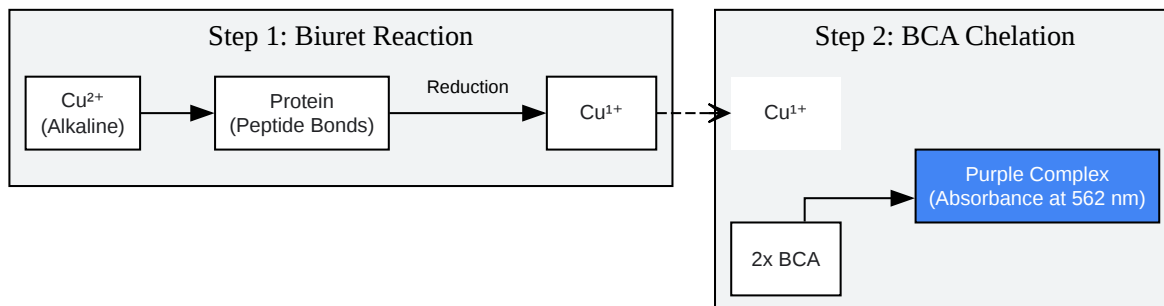 Step 1: Biuret Reaction
Cu²⁺
(Alkaline)
Protein
(Peptide Bonds)
Reduction
Cu¹⁺
Step 2: BCA Chelation
Cu¹⁺
Purple Complex
(Absorbance at 562 nm)
2x BCA